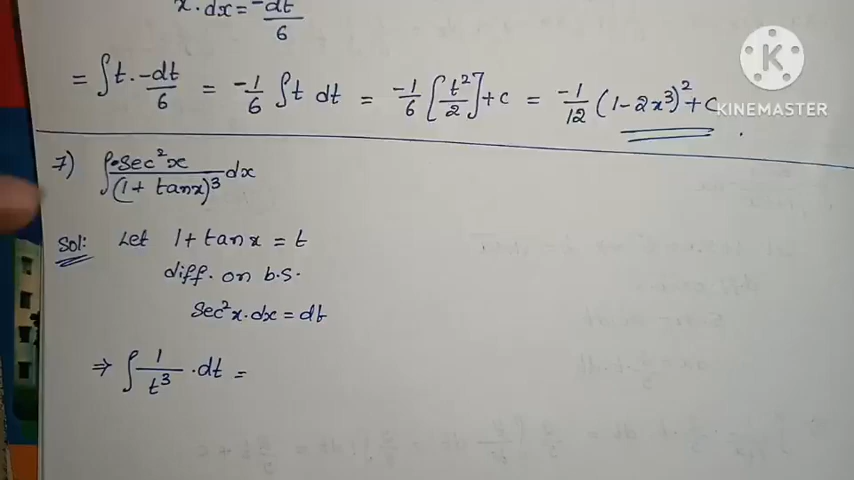 x·dx = -dt/6
= ∫t·-dt/6 = -1/6 ∫t dt = -1/6 [t²/2] + c = -1/12 (1-2x³)² + C
KINEMASTER
7) ∫ sec²x/(1+tanx)³ dx
Sol: Let 1+tanx = t
diff. on b.s.
Sec²x·dx = dt
⇒ ∫ 1/t³ ·dt =